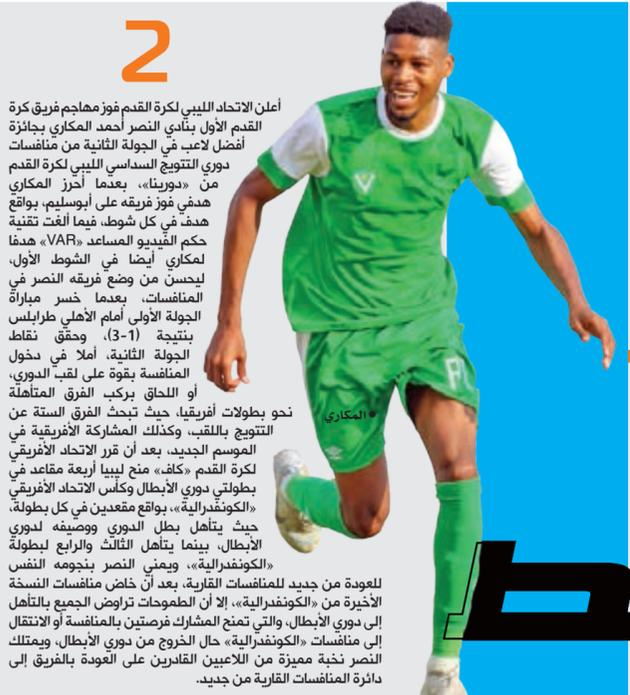 2
أعلن الاتحاد الليبي لكرة القدم فوز مهاجم فريق كرة
القدم الأول بنادي النصر أحمد المكاري بجائزة
أفضل لاعب في الجولة الثانية من منافسات
دوري التتويج السداسي الليبي لكرة القدم
من «دورينا»، بعدما أحرز المكاري
هدفي فوز فريقه على أبوسليم، بواقع
هدف في كل شوط، فيما ألغت تقنية
حكم الفيديو المساعد «VAR» هدفا
لمكاري أيضا في الشوط الأول،
ليحسن من وضع فريقه النصر في
المنافسات، بعدما خسر مباراة
الجولة الأولى أمام الأهلي طرابلس
بنتيجة (1-3)، وحقق نقاط
الجولة الثانية، أملا في دخول
المنافسة بقوة على لقب الدوري،
أو اللحاق بركب الفرق المتأهلة
نحو بطولات أفريقيا، حيث تبحث الفرق الستة عن
التتويج باللقب، وكذلك المشاركة الأفريقية في
الموسم الجديد، بعد أن قرر الاتحاد الأفريقي
لكرة القدم «كاف» منح ليبيا أربعة مقاعد في
بطولتي دوري الأبطال وكأس الاتحاد الأفريقي
«الكونفدرالية»، بواقع مقعدين في كل بطولة،
حيث يتأهل بطل الدوري ووصيفه لدوري
الأبطال، بينما يتأهل الثالث والرابع لبطولة
«الكونفدرالية»، ويمني النصر بنجومه النفس
للعودة من جديد للمنافسات القارية، بعد أن خاض منافسات النسخة
الأخيرة من «الكونفدرالية»، إلا أن الطموحات تراوض الجميع بالتأهل
إلى دوري الأبطال، والتي تمنح المشارك فرصتين بالمنافسة أو الانتقال
إلى منافسات «الكونفدرالية» حال الخروج من دوري الأبطال، ويمتلك
النصر نخبة مميزة من اللاعبين القادرين على العودة بالفريق إلى
دائرة المنافسات القارية من جديد.
● المكاري